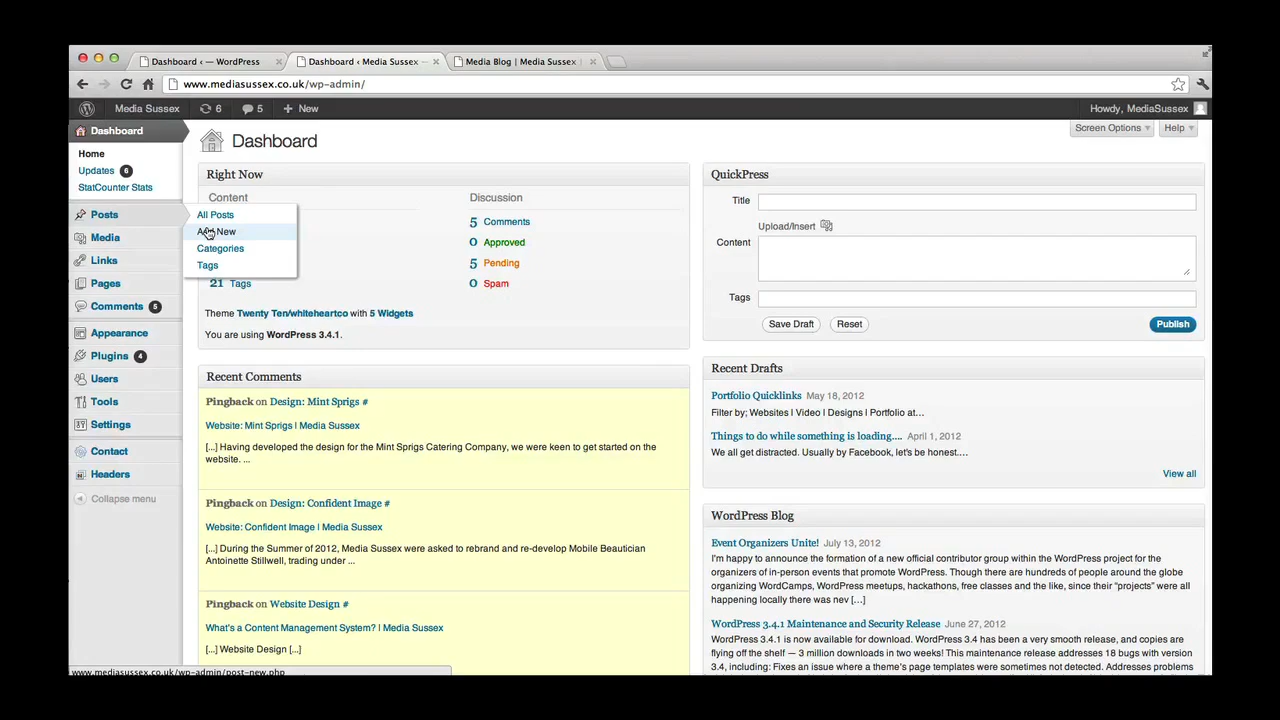 Dashboard ‹ — WordPress
Dashboard ‹ Media Sussex —
Media Blog | Media Sussex
www.mediasussex.co.uk/wp-admin/
Media Sussex
6
5
+ New
Howdy, MediaSussex
Dashboard
Home
Updates 6
StatCounter Stats
Posts
Media
Links
Pages
Comments 5
Appearance
Plugins 4
Users
Tools
Settings
Contact
Headers
Collapse menu
All Posts
Add New
Categories
Tags
Dashboard
Screen Options
Help
Right Now
Content
Discussion
5 Comments
0 Approved
5 Pending
21 Tags
0 Spam
Theme Twenty Ten/whiteheartco with 5 Widgets
You are using WordPress 3.4.1.
Recent Comments
Pingback on Design: Mint Sprigs #
Website: Mint Sprigs | Media Sussex
[...] Having developed the design for the Mint Sprigs Catering Company, we were keen to get started on the
website. ...
Pingback on Design: Confident Image #
Website: Confident Image | Media Sussex
[...] During the Summer of 2012, Media Sussex were asked to rebrand and re-develop Mobile Beautician
Antoinette Stillwell, trading under ...
Pingback on Website Design #
What's a Content Management System? | Media Sussex
[...] Website Design [...]
QuickPress
Title
Upload/Insert
Content
Tags
Save Draft
Reset
Publish
Recent Drafts
Portfolio Quicklinks May 18, 2012
Filter by; Websites | Video | Designs | Portfolio at…
Things to do while something is loading…. April 1, 2012
We all get distracted. Usually by Facebook, let's be honest.…
View all
WordPress Blog
Event Organizers Unite! July 13, 2012
I'm happy to announce the formation of a new official contributor group within the WordPress project for the
organizers of in-person events that promote WordPress. Though there are hundreds of people around the globe
organizing WordCamps, WordPress meetups, hackathons, free classes and the like, since their “projects” were all
happening locally there was nev […]
WordPress 3.4.1 Maintenance and Security Release June 27, 2012
WordPress 3.4.1 is now available for download. WordPress 3.4 has been a very smooth release, and copies are
flying off the shelf — 3 million downloads in two weeks! This maintenance release addresses 18 bugs with version
3.4, including: Fixes an issue where a theme's page templates were sometimes not detected. Addresses problems
www.mediasussex.co.uk/wp-admin/post-new.php